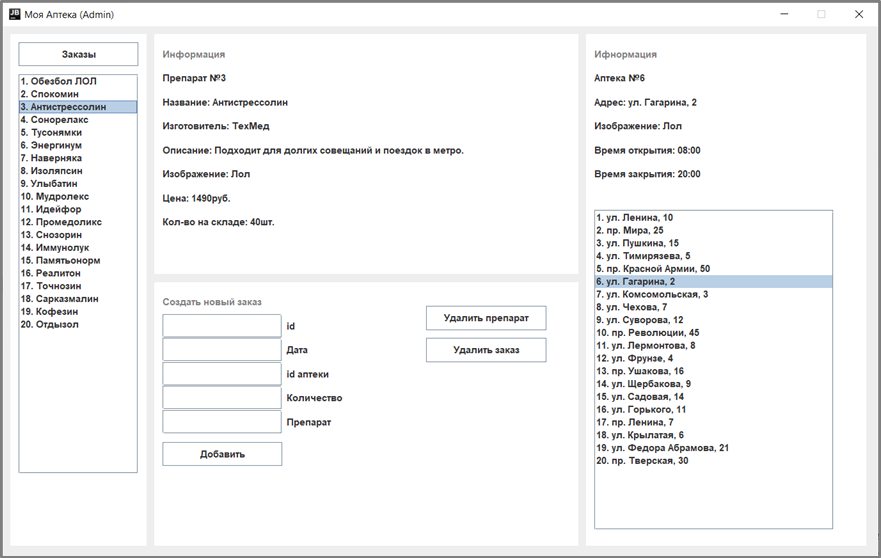 JB
Моя Аптека (Admin)
Заказы
1. Обезбол ЛОЛ
2. Спокомин
3. Антистрессолин
4. Сонорелакс
5. Тусонямки
6. Энергинум
7. Наверняка
8. Изоляпсин
9. Улыбатин
10. Мудролекс
11. Идейфор
12. Промедоликс
13. Снозорин
14. Иммунолук
15. Памятьонорм
16. Реалитон
17. Точнозин
18. Сарказмалин
19. Кофезин
20. Отдызол
Информация
Препарат №3
Название: Антистрессолин
Изготовитель: ТехМед
Описание: Подходит для долгих совещаний и поездок в метро.
Изображение: Лол
Цена: 1490руб.
Кол-во на складе: 40шт.
Создать новый заказ
id
Дата
id аптеки
Количество
Препарат
Добавить
Удалить препарат
Удалить заказ
Ифнормация
Аптека №6
Адрес: ул. Гагарина, 2
Изображение: Лол
Время открытия: 08:00
Время закрытия: 20:00
1. ул. Ленина, 10
2. пр. Мира, 25
3. ул. Пушкина, 15
4. ул. Тимирязева, 5
5. пр. Красной Армии, 50
6. ул. Гагарина, 2
7. ул. Комсомольская, 3
8. ул. Чехова, 7
9. ул. Суворова, 12
10. пр. Революции, 45
11. ул. Лермонтова, 8
12. ул. Фрунзе, 4
13. пр. Ушакова, 16
14. ул. Щербакова, 9
15. ул. Садовая, 14
16. ул. Горького, 11
17. пр. Ленина, 7
18. ул. Крылатая, 6
19. ул. Федора Абрамова, 21
20. пр. Тверская, 30